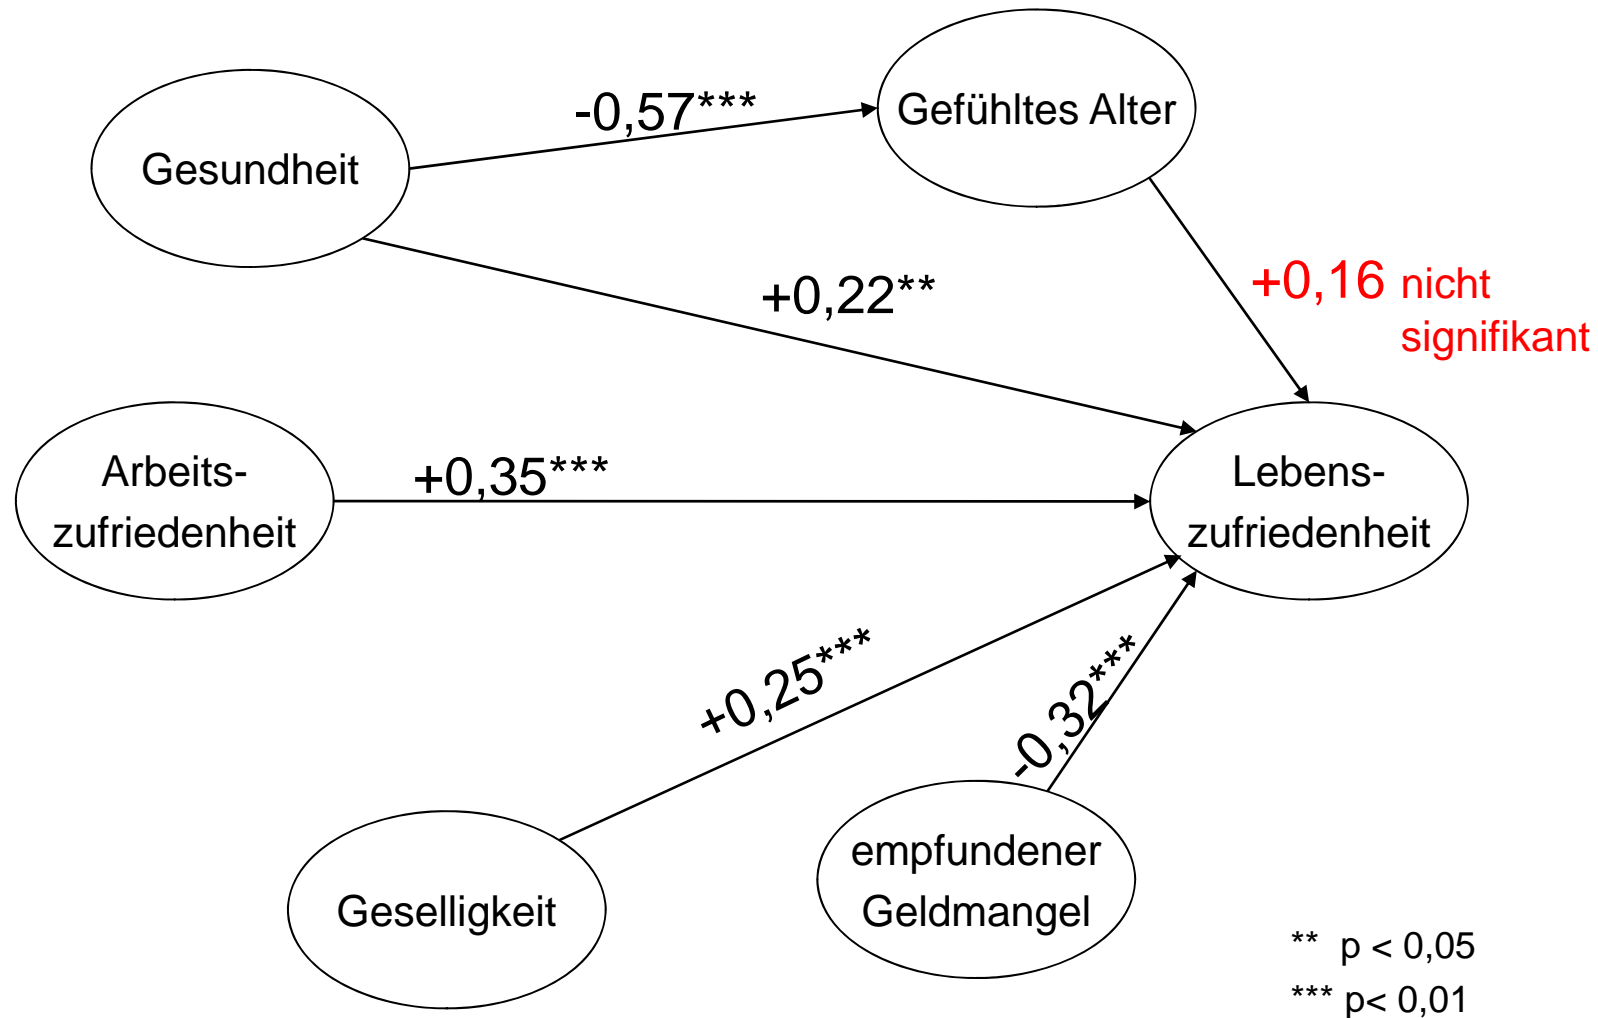 -0,57***
Gefühltes Alter
Gesundheit
+0,22**
+0,16 nicht
signifikant
Arbeits-
zufriedenheit
+0,35***
Lebens-
zufriedenheit
+0,25***
-0,32***
empfundener
Geldmangel
Geselligkeit
** p < 0,05
*** p< 0,01